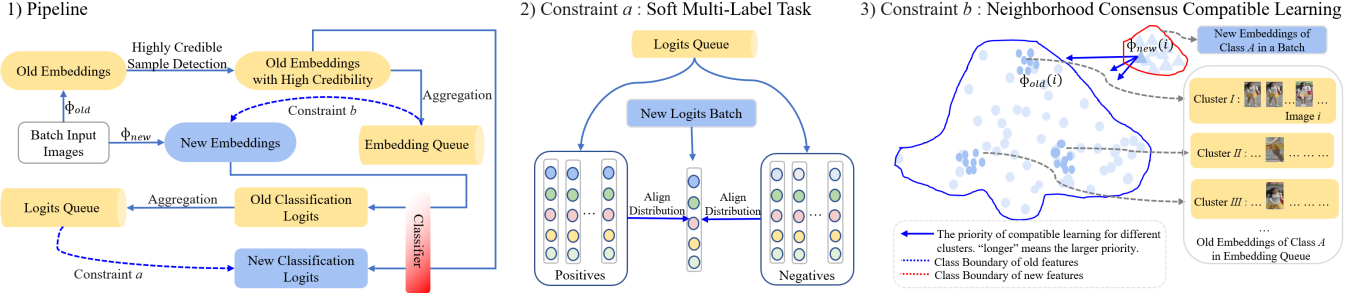 1) Pipeline
Old Embeddings
Highly Credible
Sample Detection
Old Embeddings
with High Credibility
Aggregation
Constraint b
ϕold
Batch Input
Images
ϕnew
New Embeddings
Embedding Queue
Logits Queue
Aggregation
Old Classification
Logits
Classifier
Constraint a
New Classification
Logits
2) Constraint a : Soft Multi-Label Task
Logits Queue
New Logits Batch
Align
Distribution
Align
Distribution
...
...
Positives
Negatives
3) Constraint b : Neighborhood Consensus Compatible Learning
ϕnew(i)
ϕold(i)
New Embeddings of
Class A in a Batch
Cluster I : ... ...
Image i
Cluster II : ... ... ... ...
Cluster III : ... ... ... ...
...
Old Embeddings of Class A
in Embedding Queue
The priority of compatible learning for different
clusters. “longer” means the larger priority.
Class Boundary of old features
Class Boundary of new features